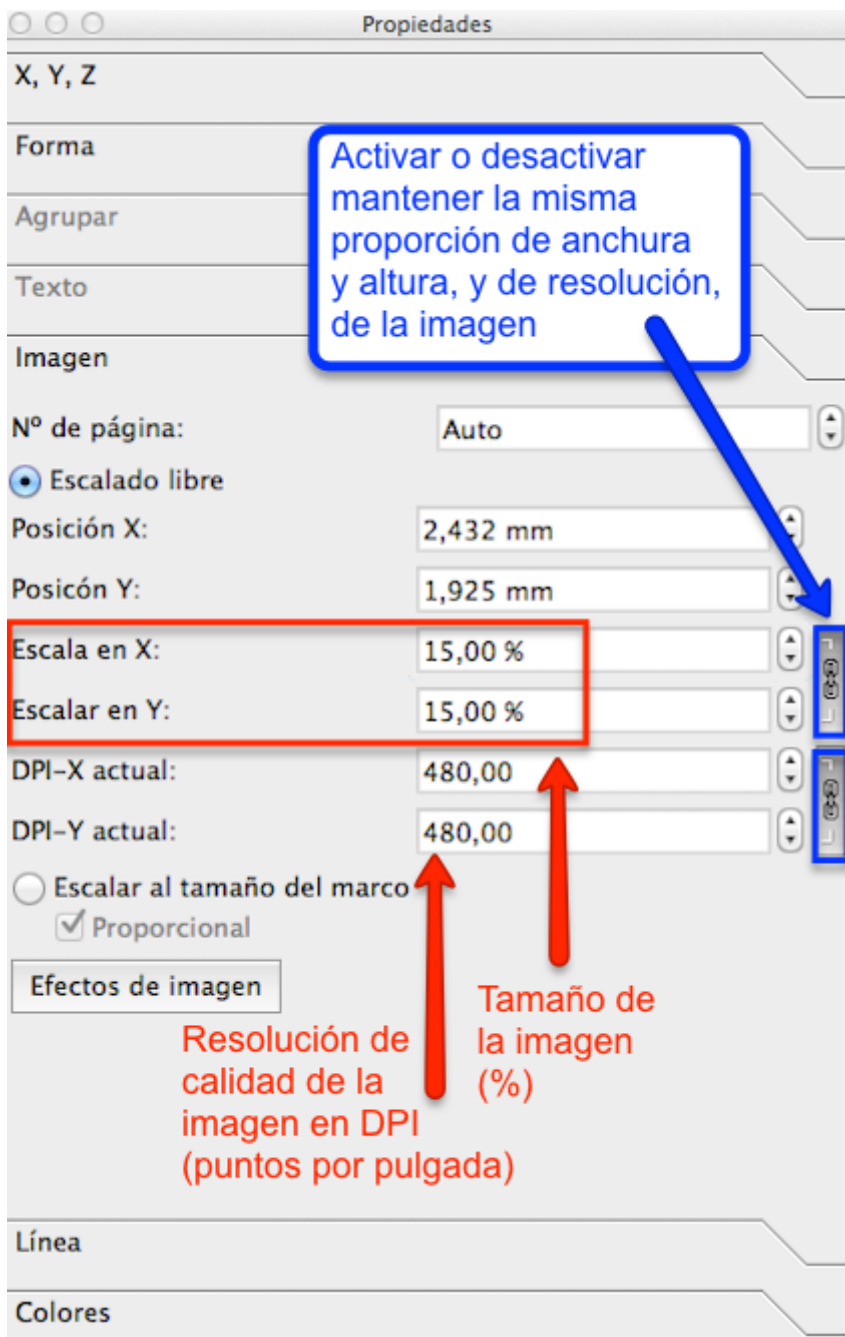 Propiedades
X, Y, Z
Forma
Activar o desactivar
mantener la misma
proporción de anchura
y altura, y de resolución,
de la imagen
Agrupar
Texto
Imagen
Nº de página: Auto
Escalado libre
Posición X: 2,432 mm
Posicón Y: 1,925 mm
Escala en X: 15,00 %
Escalar en Y: 15,00 %
DPI-X actual: 480,00
DPI-Y actual: 480,00
Escalar al tamaño del marco
Proporcional
Efectos de imagen
Tamaño de
la imagen
(%)
Resolución de
calidad de la
imagen en DPI
(puntos por pulgada)
Línea
Colores